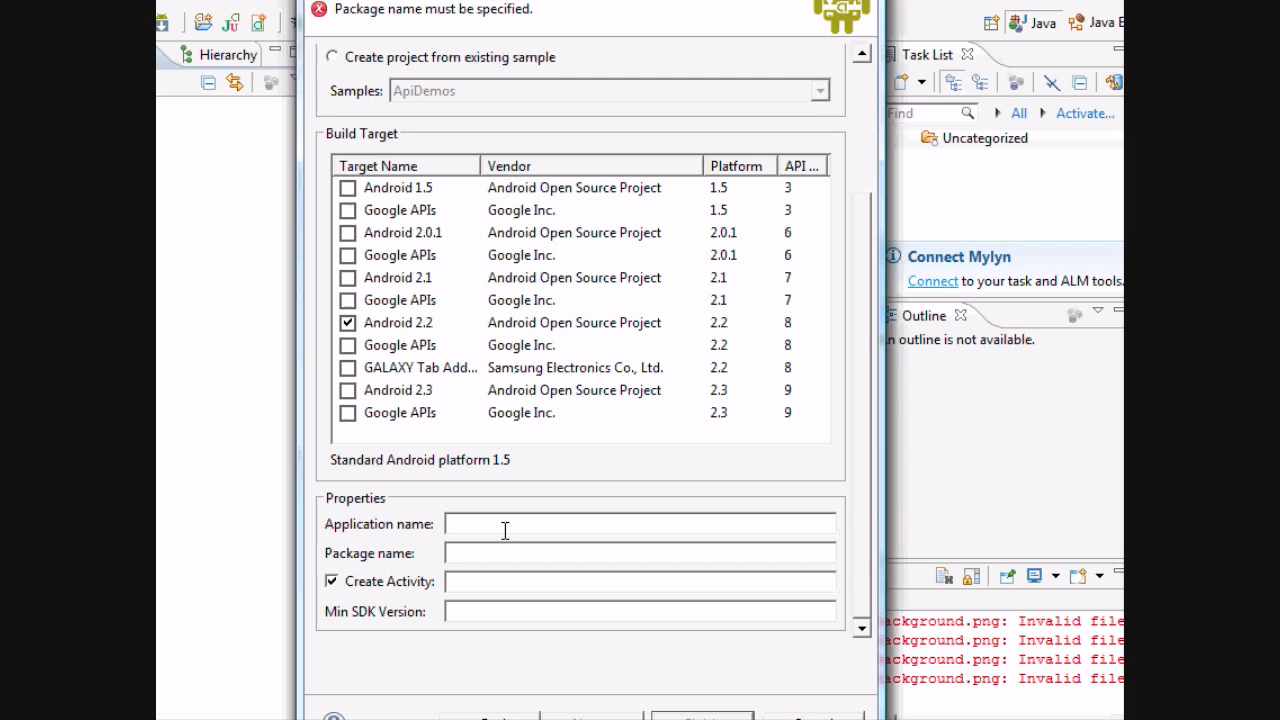 Package name must be specified.
Java
Java E
Hierarchy
Task List
Create project from existing sample
Samples: ApiDemos
Find
All
Activate...
Uncategorized
Build Target
Target Name Vendor Platform API ...
Android 1.5 Android Open Source Project 1.5 3
Google APIs Google Inc. 1.5 3
Android 2.0.1 Android Open Source Project 2.0.1 6
Google APIs Google Inc. 2.0.1 6
Android 2.1 Android Open Source Project 2.1 7
Google APIs Google Inc. 2.1 7
Android 2.2 Android Open Source Project 2.2 8
Google APIs Google Inc. 2.2 8
GALAXY Tab Add... Samsung Electronics Co., Ltd. 2.2 8
Android 2.3 Android Open Source Project 2.3 9
Google APIs Google Inc. 2.3 9
Standard Android platform 1.5
Connect Mylyn
Connect to your task and ALM tools.
Outline
n outline is not available.
Properties
Application name:
Package name:
Create Activity:
Min SDK Version:
ackground.png: Invalid file
ackground.png: Invalid file
ackground.png: Invalid file
ackground.png: Invalid file